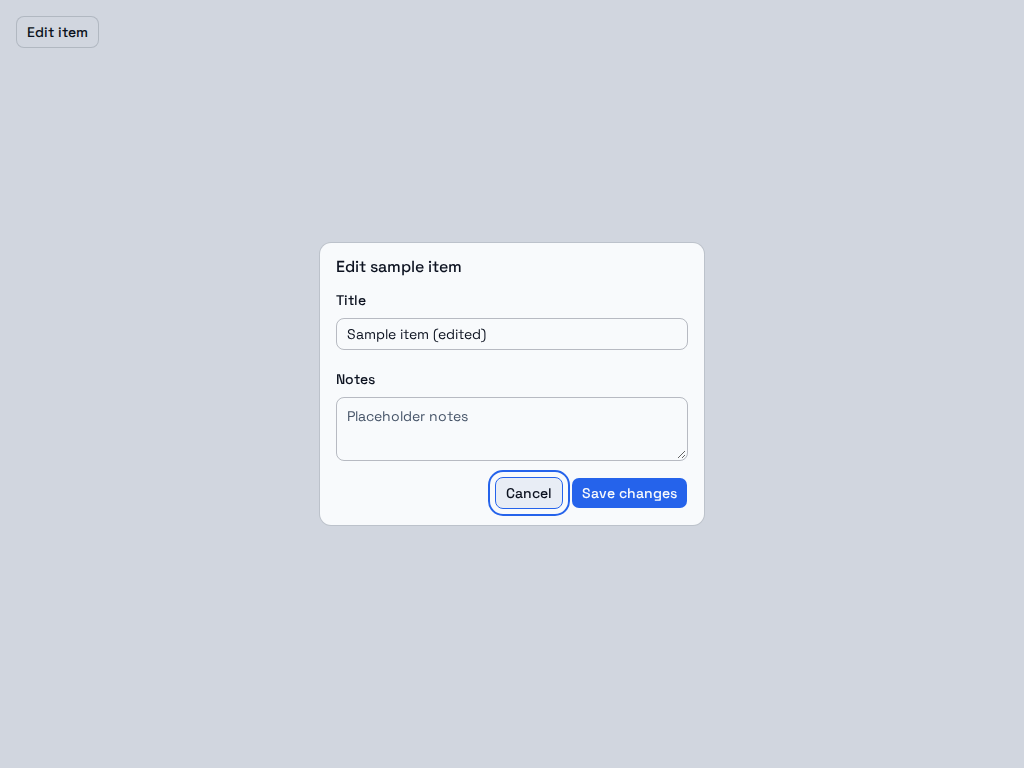 Edit item
Edit sample item
Title
Sample item (edited)
Notes
Placeholder notes
Cancel
Save changes